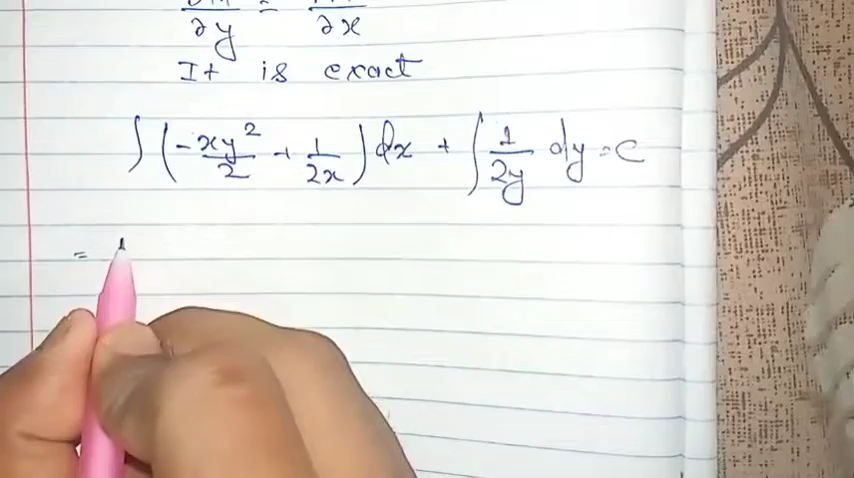 ∂y = ∂x
It is exact
∫(-xy²/2 + 1/2x)dx + ∫1/2y dy = c
=